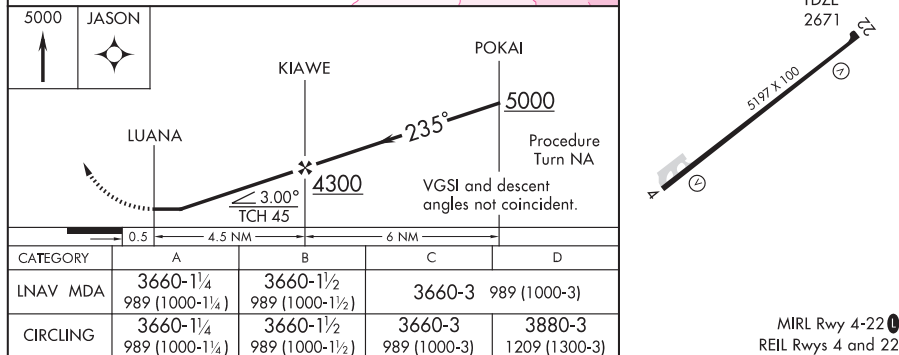 5000 JASON
TDZE
2671
22
5197 X 100
4
POKAI
KIAWE
LUANA
5000
235°
Procedure
Turn NA
4300
3.00°
TCH 45
VGSI and descent
angles not coincident.
0.5 4.5 NM 6 NM
CATEGORY A B C D
LNAV MDA 3660-1¼ 3660-1½ 3660-3 989 (1000-3)
989 (1000-1¼) 989 (1000-1½)
CIRCLING 3660-1¼ 3660-1½ 3660-3 3880-3
989 (1000-1¼) 989 (1000-1½) 989 (1000-3) 1209 (1300-3)
V
V
MIRL Rwy 4-22 L
REIL Rwys 4 and 22